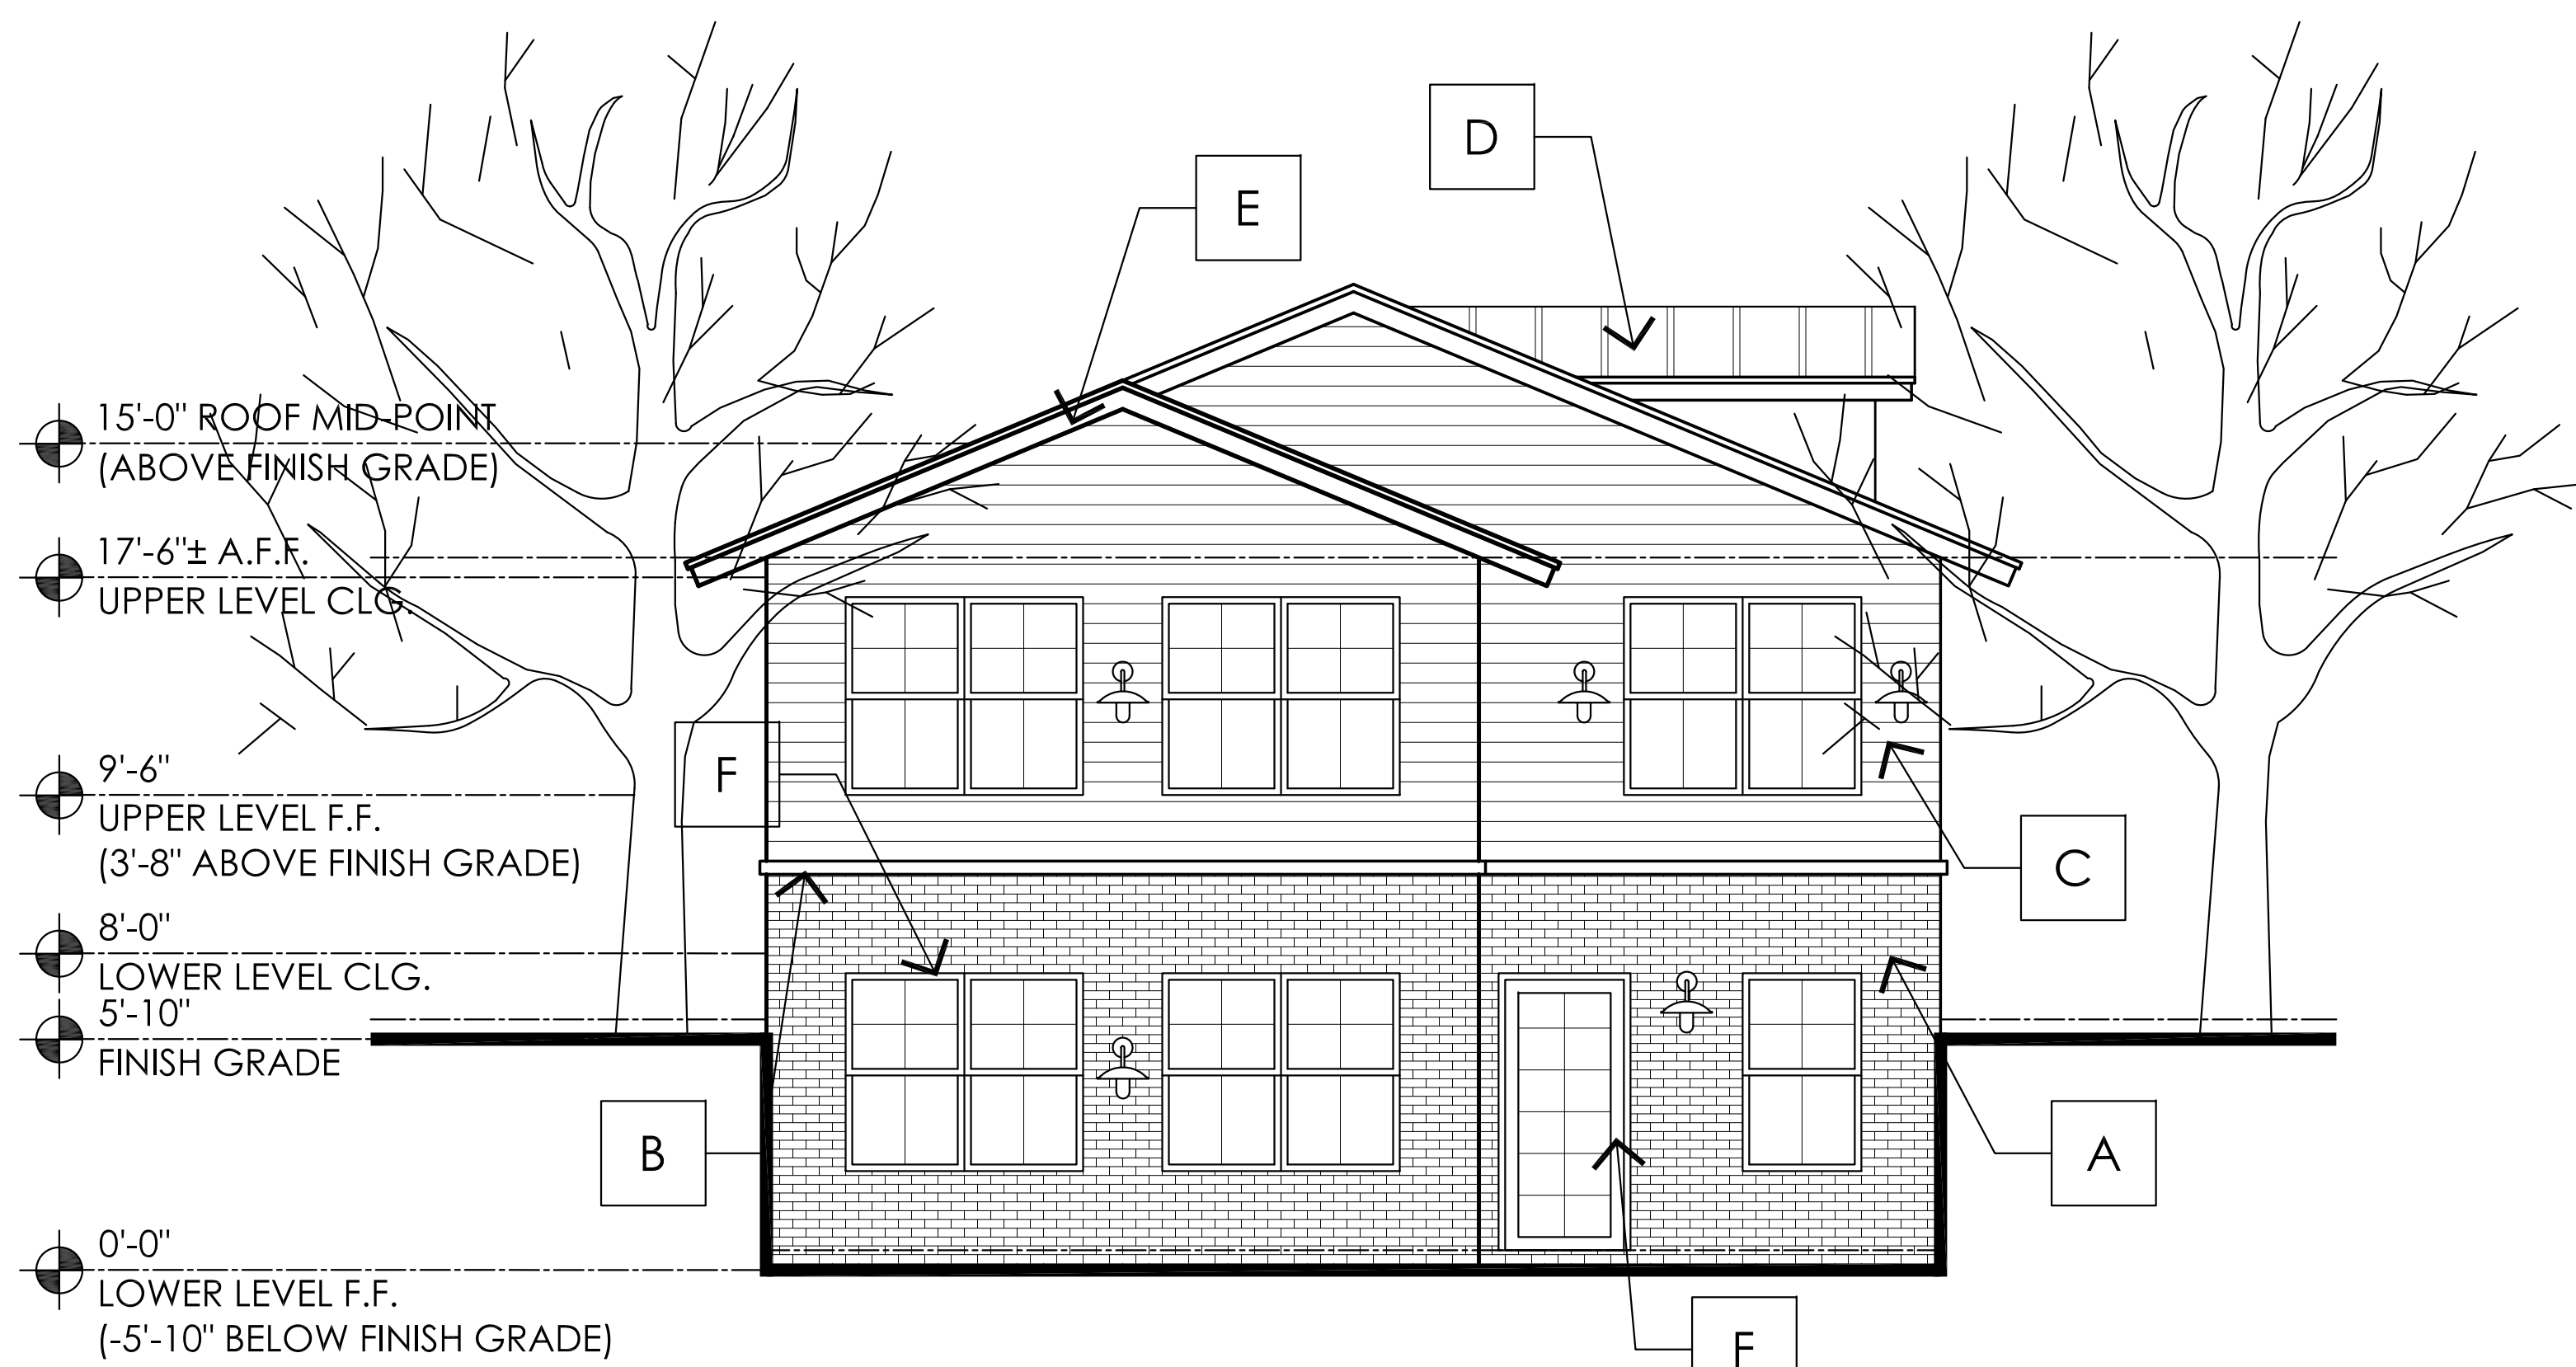 D
E
15'-0" ROOF MID-POINT
(ABOVE FINISH GRADE)
17'-6"± A.F.F.
UPPER LEVEL CLG.
F
9'-6"
UPPER LEVEL F.F.
(3'-8" ABOVE FINISH GRADE)
C
8'-0"
LOWER LEVEL CLG.
5'-10"
FINISH GRADE
B
A
0'-0"
LOWER LEVEL F.F.
(-5'-10" BELOW FINISH GRADE)